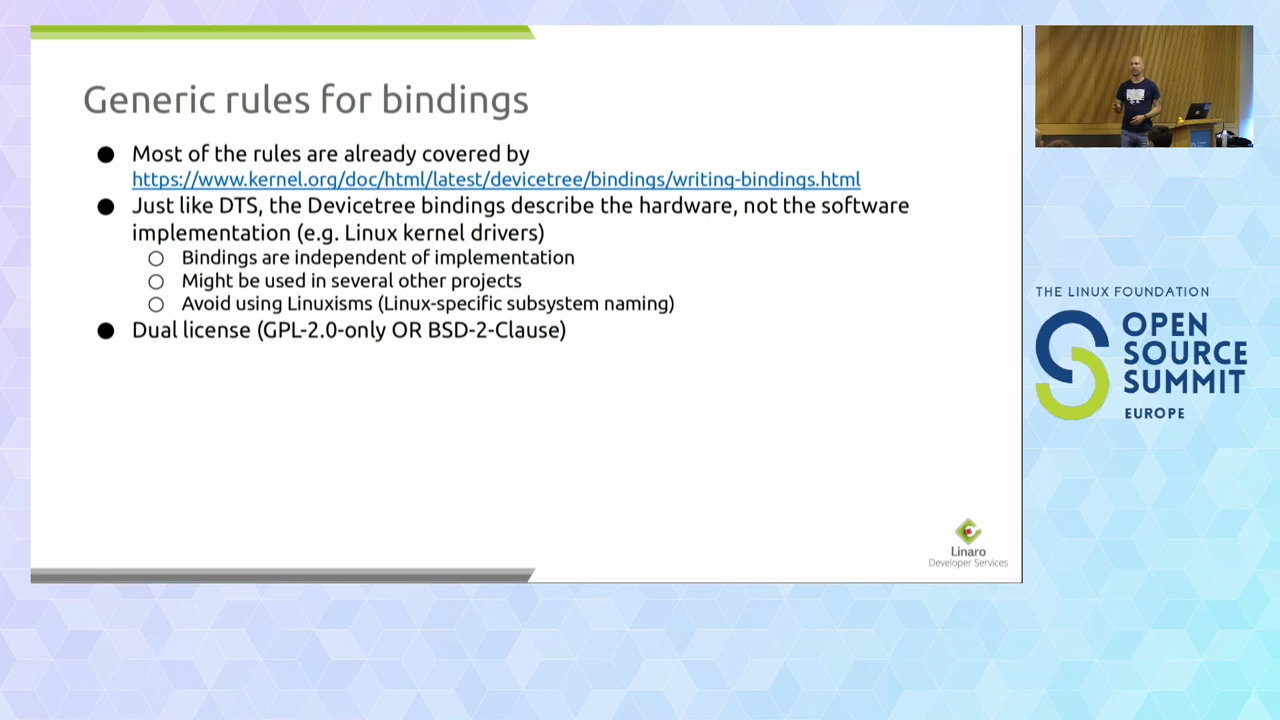 Generic rules for bindings
● Most of the rules are already covered by
https://www.kernel.org/doc/html/latest/devicetree/bindings/writing-bindings.html
● Just like DTS, the Devicetree bindings describe the hardware, not the software
implementation (e.g. Linux kernel drivers)
○ Bindings are independent of implementation
○ Might be used in several other projects
○ Avoid using Linuxisms (Linux-specific subsystem naming)
● Dual license (GPL-2.0-only OR BSD-2-Clause)
Linaro
Developer Services
THE LINUX FOUNDATION
OPEN
SOURCE
SUMMIT
EUROPE